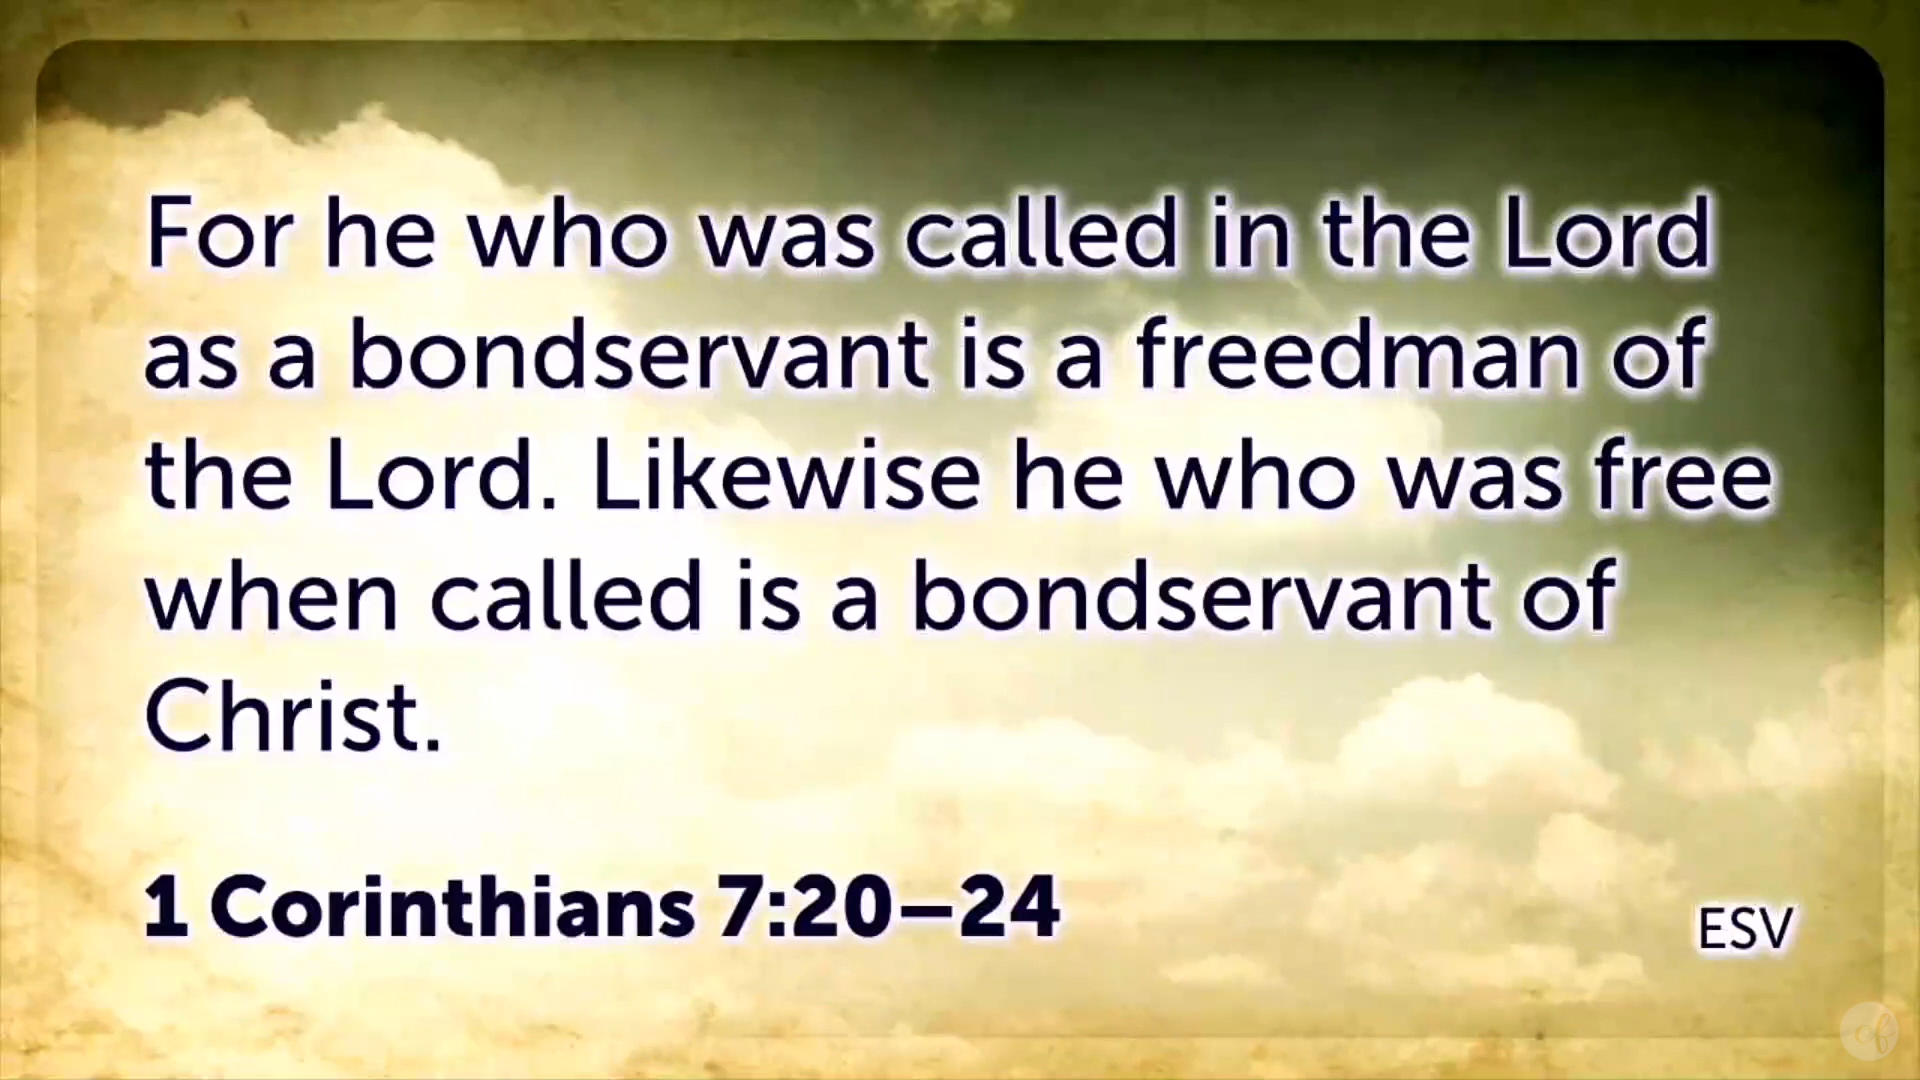 For he who was called in the Lord
as a bondservant is a freedman of
the Lord. Likewise he who was free
when called is a bondservant of
Christ.
1 Corinthians 7:20–24
ESV